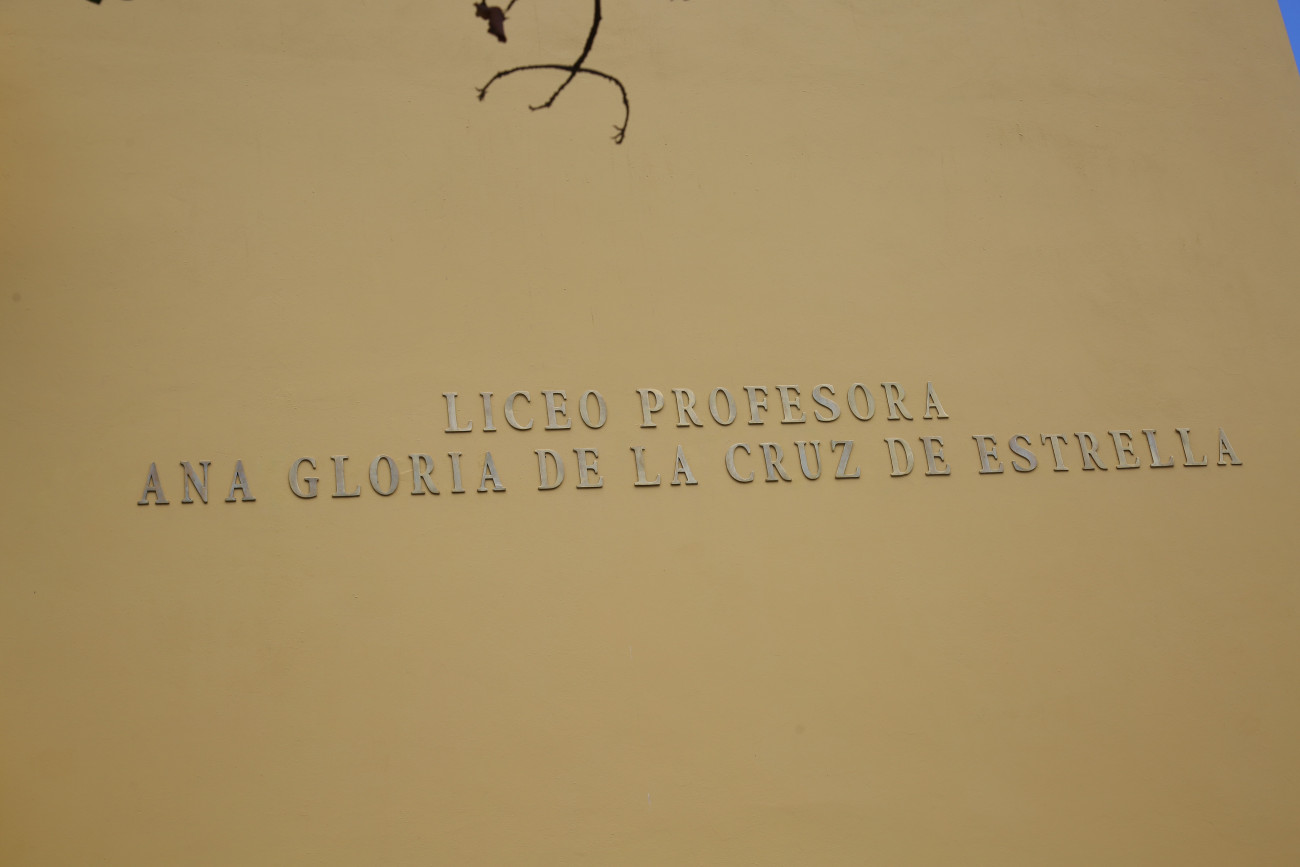 LICEO PROFESORA
ANA GLORIA DE LA CRUZ DE ESTRELLA